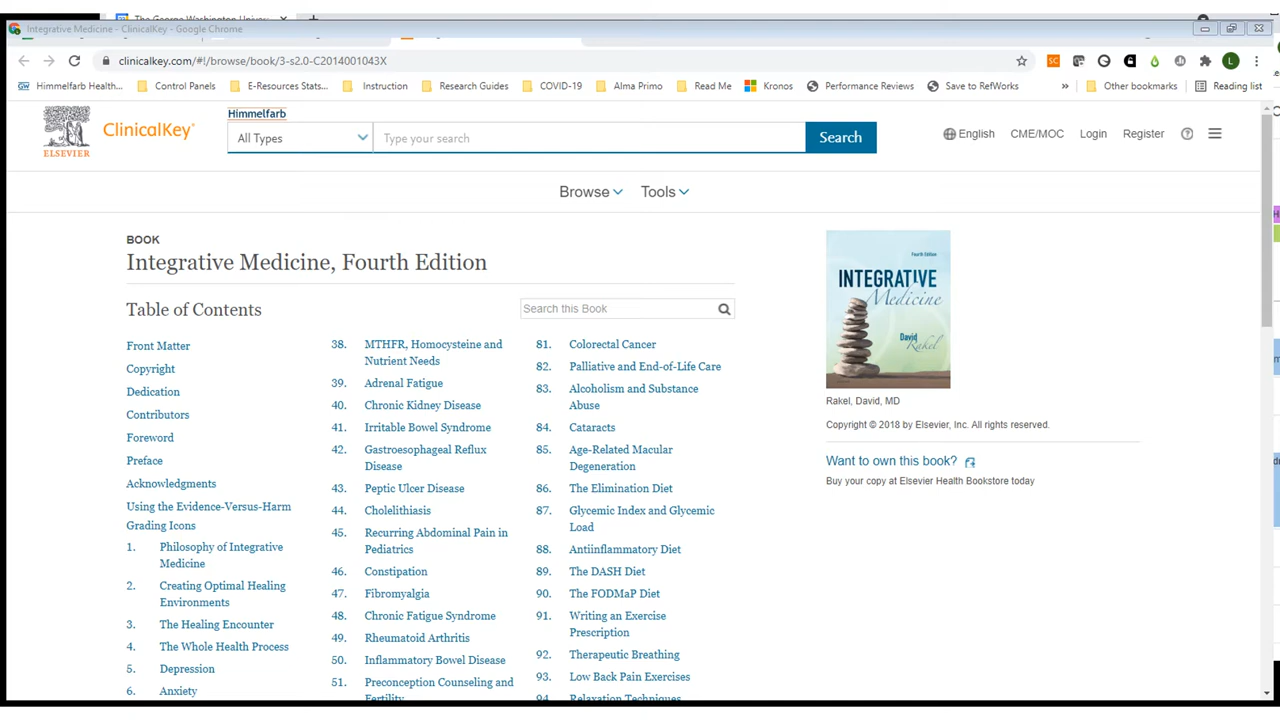 The George Washington Univer
Integrative Medicine - ClinicalKey - Google Chrome
clinicalkey.com/#!/browse/book/3-s2.0-C2014001043X
SC
L
GW Himmelfarb Health...
Control Panels
E-Resources Stats...
Instruction
Research Guides
COVID-19
Alma Primo
Read Me
Kronos
Performance Reviews
Save to RefWorks
»
Other bookmarks
Reading list
ELSEVIER
ClinicalKey®
Himmelfarb
All Types
Type your search
Search
English
CME/MOC
Login
Register
Browse
Tools
BOOK
Integrative Medicine, Fourth Edition
Table of Contents
Search this Book
Front Matter
Copyright
Dedication
Contributors
Foreword
Preface
Acknowledgments
Using the Evidence-Versus-Harm
Grading Icons
1. Philosophy of Integrative
Medicine
2. Creating Optimal Healing
Environments
3. The Healing Encounter
4. The Whole Health Process
5. Depression
6. Anxiety
38. MTHFR, Homocysteine and
Nutrient Needs
39. Adrenal Fatigue
40. Chronic Kidney Disease
41. Irritable Bowel Syndrome
42. Gastroesophageal Reflux
Disease
43. Peptic Ulcer Disease
44. Cholelithiasis
45. Recurring Abdominal Pain in
Pediatrics
46. Constipation
47. Fibromyalgia
48. Chronic Fatigue Syndrome
49. Rheumatoid Arthritis
50. Inflammatory Bowel Disease
51. Preconception Counseling and
Fertility
81. Colorectal Cancer
82. Palliative and End-of-Life Care
83. Alcoholism and Substance
Abuse
84. Cataracts
85. Age-Related Macular
Degeneration
86. The Elimination Diet
87. Glycemic Index and Glycemic
Load
88. Antiinflammatory Diet
89. The DASH Diet
90. The FODMaP Diet
91. Writing an Exercise
Prescription
92. Therapeutic Breathing
93. Low Back Pain Exercises
94. Relaxation Techniques
Fourth Edition
INTEGRATIVE
Medicine
David
Rakel
Rakel, David, MD
Copyright © 2018 by Elsevier, Inc. All rights reserved.
Want to own this book?
Buy your copy at Elsevier Health Bookstore today